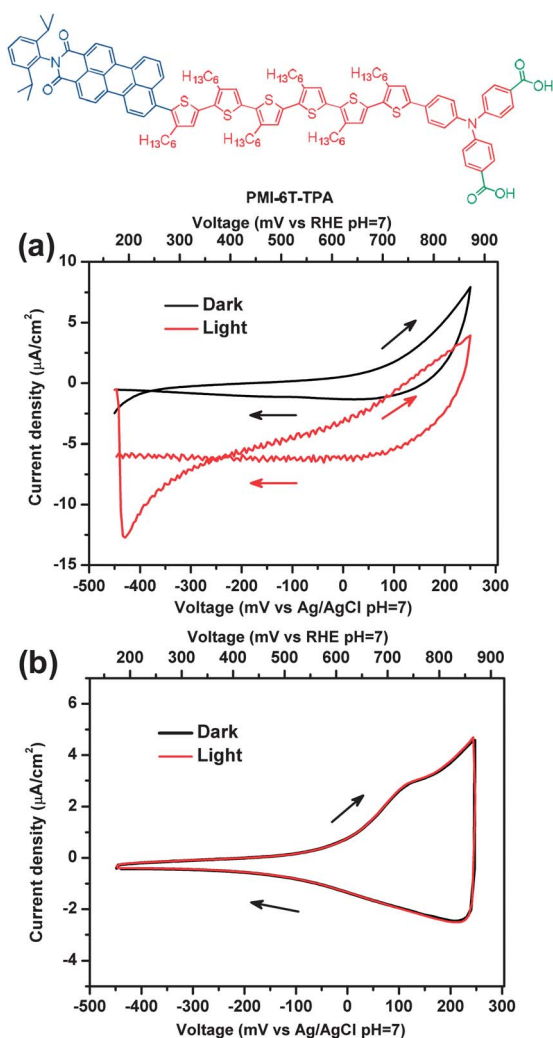 H13C6 H13C6 H13C6
O
N
O
S S S S S S
H13C6 H13C6 H13C6
N
O
OH
O
OH
PMI-6T-TPA
Voltage (mV vs RHE pH=7)
(a)
200 300 400 500 600 700 800 900
10
5
0
-5
-10
-15
Current density (μA/cm²)
Dark
Light
-500 -400 -300 -200 -100 0 100 200 300
Voltage (mV vs Ag/AgCl pH=7)
Voltage (mV vs RHE pH=7)
(b)
200 300 400 500 600 700 800 900
6
4
2
0
-2
-4
Current density (μA/cm²)
Dark
Light
-500 -400 -300 -200 -100 0 100 200 300
Voltage (mV vs Ag/AgCl pH=7)